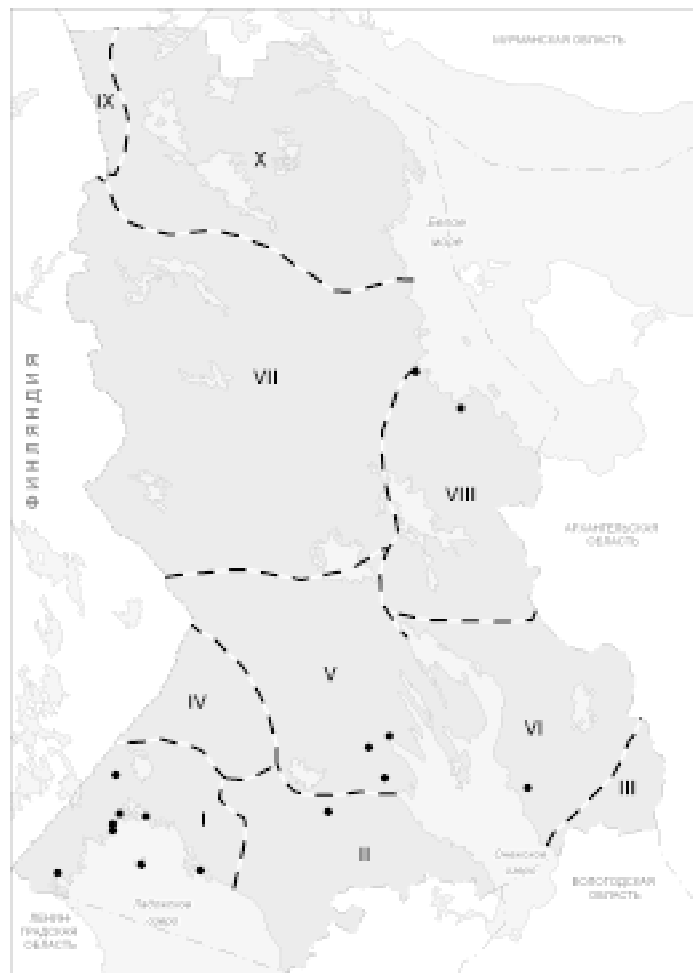 МУРМАНСКАЯ ОБЛАСТЬ
IX
X
Белое
море
ФИНЛЯНДИЯ
VII
VIII
АРХАНГЕЛЬСКАЯ
ОБЛАСТЬ
V
IV
VI
III
I
II
Онежское
озеро
ВОЛОГОДСКАЯ
ОБЛАСТЬ
Ладожское
озеро
ЛЕНИН-
ГРАДСКАЯ
ОБЛАСТЬ